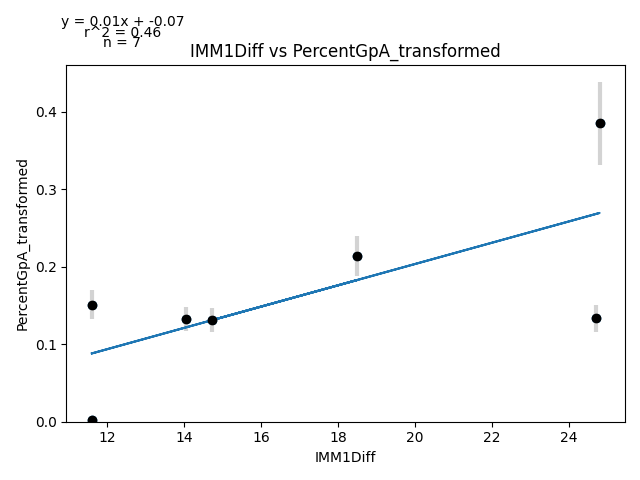 y = 0.01x + -0.07
r^2 = 0.46
n = 7
IMM1Diff vs PercentGpA_transformed
PercentGpA_transformed
0.4
0.3
0.2
0.1
0.0
12 14 16 18 20 22 24
IMM1Diff